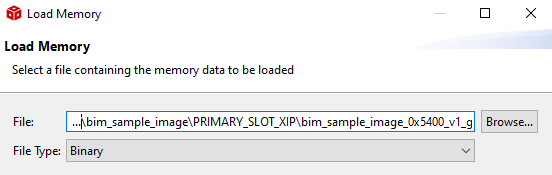 Load Memory
Load Memory
Select a file containing the memory data to be loaded
File: ...\bim_sample_image\PRIMARY_SLOT_XIP\bim_sample_image_0x5400_v1_g Browse...
File Type: Binary